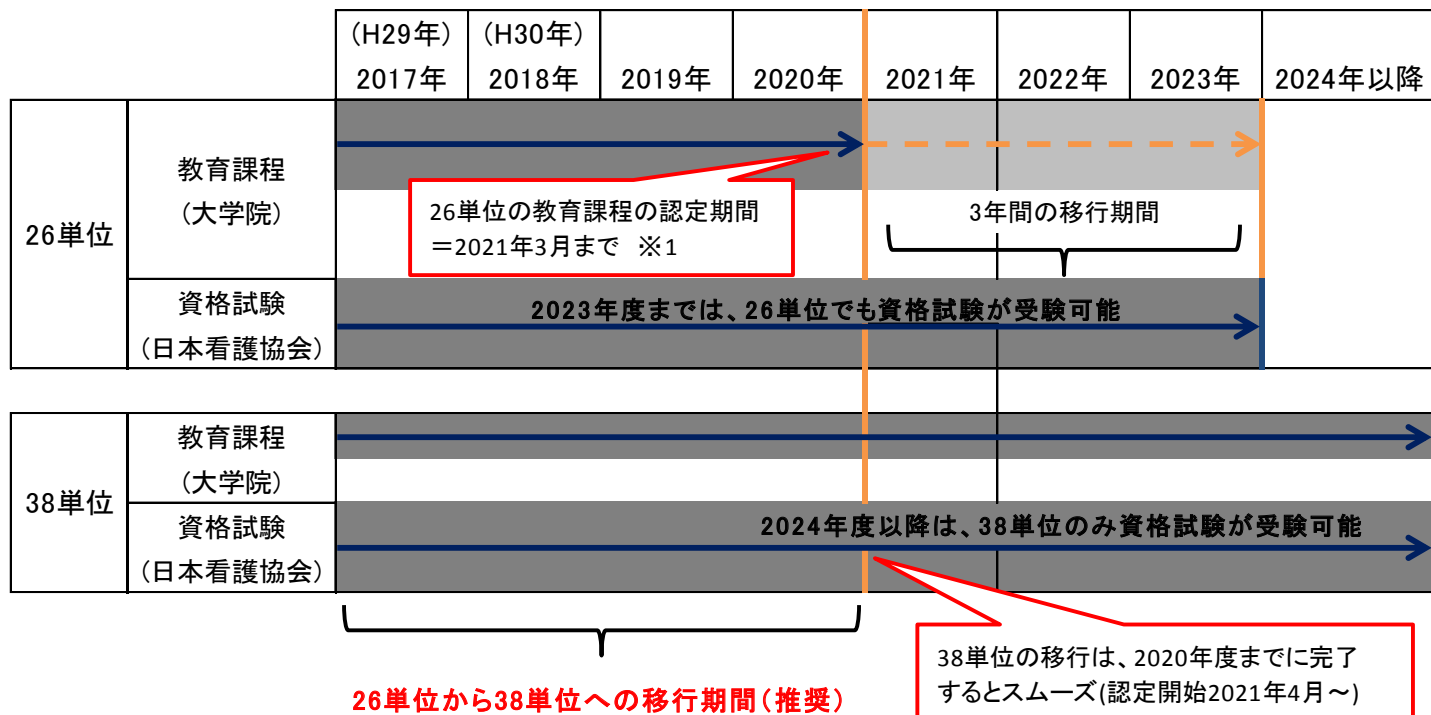 (H29年)
(H30年)
2017年
2018年
2019年
2020年
2021年
2022年
2023年
2024年以降
26単位
教育課程
(大学院)
26単位の教育課程の認定期間
=2021年3月まで ※1
3年間の移行期間
資格試験
(日本看護協会)
2023年度までは、26単位でも資格試験が受験可能
38単位
教育課程
(大学院)
資格試験
(日本看護協会)
2024年度以降は、38単位のみ資格試験が受験可能
26単位から38単位への移行期間(推奨)
38単位の移行は、2020年度までに完了
するとスムーズ(認定開始2021年4月~)